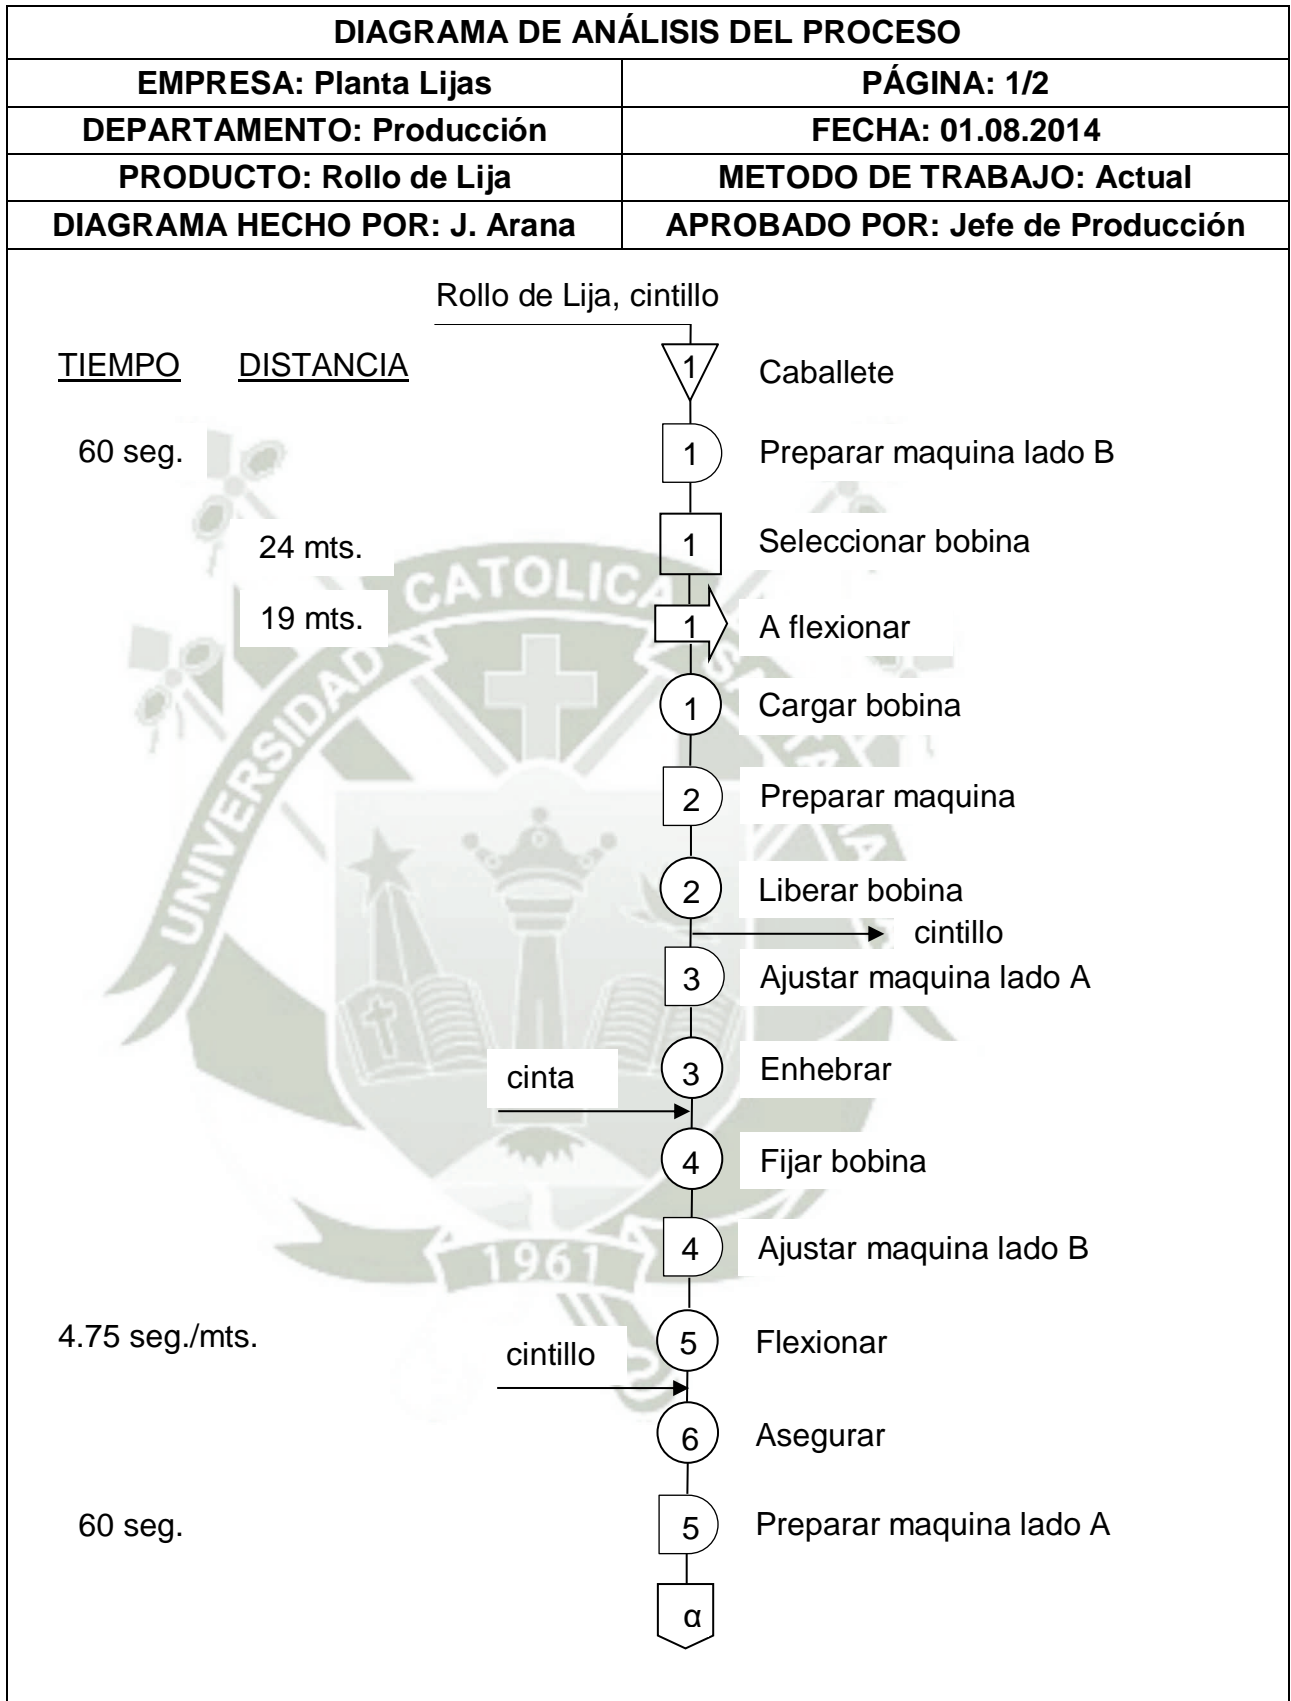 DIAGRAMA DE ANÁLISIS DEL PROCESO
EMPRESA: Planta Lijas
PÁGINA: 1/2
DEPARTAMENTO: Producción
FECHA: 01.08.2014
PRODUCTO: Rollo de Lija
METODO DE TRABAJO: Actual
DIAGRAMA HECHO POR: J. Arana
APROBADO POR: Jefe de Producción
Rollo de Lija, cintillo
TIEMPO DISTANCIA
1 Caballete
60 seg. 1 Preparar maquina lado B
24 mts. 1 Seleccionar bobina
19 mts. 1 A flexionar
1 Cargar bobina
2 Preparar maquina
2 Liberar bobina
cintillo
3 Ajustar maquina lado A
cinta 3 Enhebrar
4 Fijar bobina
4 Ajustar maquina lado B
4.75 seg./mts. cintillo 5 Flexionar
6 Asegurar
60 seg. 5 Preparar maquina lado A
α
UNIVERSIDAD CATOLICA
1961